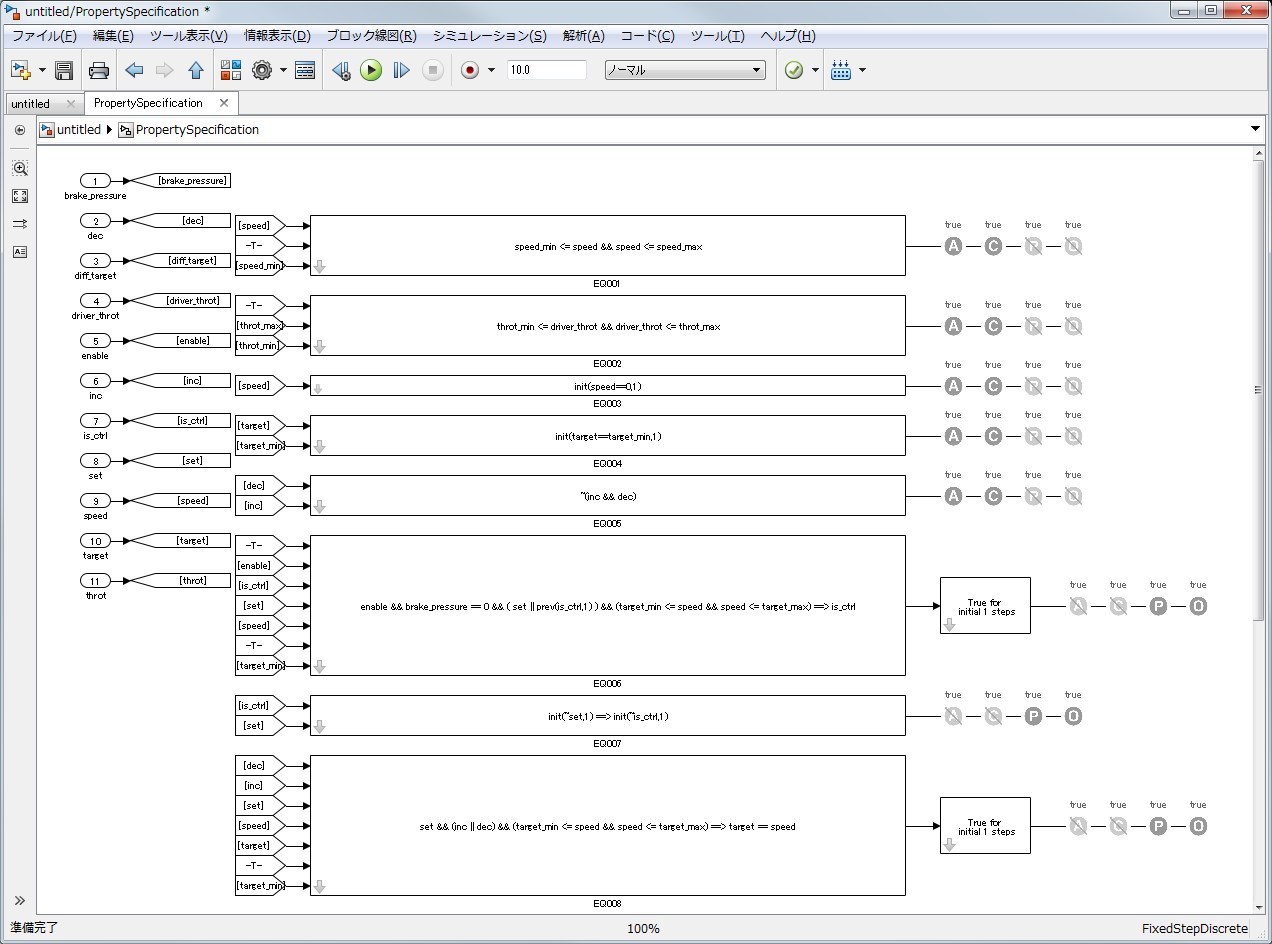 untitled/PropertySpecification *
ファイル(F) 編集(E) ツール表示(V) 情報表示(D) ブロック線図(R) シミュレーション(S) 解析(A) コード(C) ツール(T) ヘルプ(H)
10.0 ノーマル
untitled PropertySpecification
untitled PropertySpecification
1 [brake_pressure]
brake_pressure
2 [dec]
dec
3 [diff_target]
diff_target
4 [driver_throt]
driver_throt
5 [enable]
enable
6 [inc]
inc
7 [is_ctrl]
is_ctrl
8 [set]
set
9 [speed]
speed
10 [target]
target
11 [throt]
throt
[speed]
-T-
[speed_min]
speed_min <= speed && speed <= speed_max
EQ001
true true true true
A C P O
-T-
[throt_max]
[throt_min]
throt_min <= driver_throt && driver_throt <= throt_max
EQ002
true true true true
A C P O
[speed]
init(speed==0,1)
EQ003
true true true true
A C P O
[target]
[target_min]
init(target==target_min,1)
EQ004
true true true true
A C P O
[dec]
[inc]
~(inc && dec)
EQ005
true true true true
A C P O
-T-
[enable]
[is_ctrl]
[set]
[speed]
-T-
[target_min]
enable && brake_pressure == 0 && ( set || prev(is_ctrl,1) ) && (target_min <= speed && speed <= target_max) ==> is_ctrl
EQ006
True for
initial 1 steps
true true true true
A C P O
[is_ctrl]
[set]
init(~set,1) ==> init(~is_ctrl,1)
EQ007
true true true true
A C P O
[dec]
[inc]
[set]
[speed]
[target]
-T-
[target_min]
set && (inc || dec) && (target_min <= speed && speed <= target_max) ==> target == speed
EQ008
True for
initial 1 steps
true true true true
A C P O
準備完了 100% FixedStepDiscrete